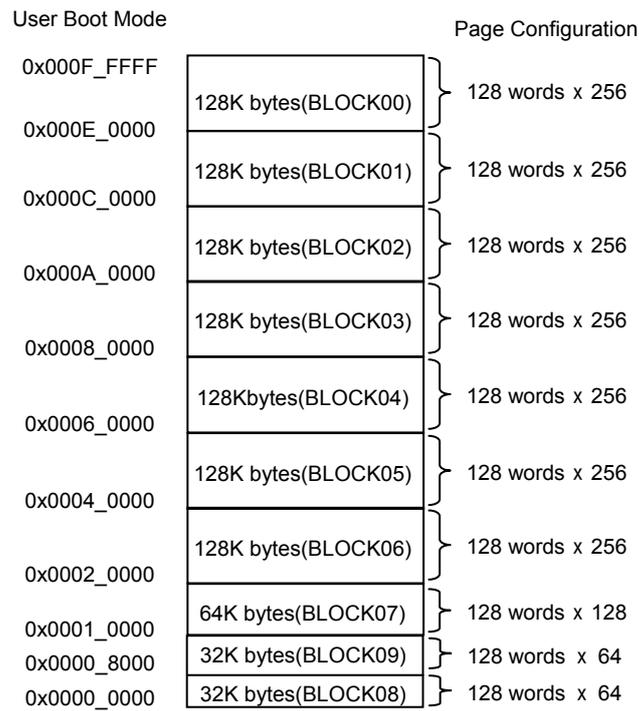 User Boot Mode
Page Configuration
0x000F_FFFF
128K bytes(BLOCK00)
128 words x 256
0x000E_0000
128K bytes(BLOCK01)
128 words x 256
0x000C_0000
128K bytes(BLOCK02)
128 words x 256
0x000A_0000
128K bytes(BLOCK03)
128 words x 256
0x0008_0000
128Kbytes(BLOCK04)
128 words x 256
0x0006_0000
128K bytes(BLOCK05)
128 words x 256
0x0004_0000
128K bytes(BLOCK06)
128 words x 256
0x0002_0000
64K bytes(BLOCK07)
128 words x 128
0x0001_0000
32K bytes(BLOCK09)
128 words x 64
0x0000_8000
32K bytes(BLOCK08)
128 words x 64
0x0000_0000